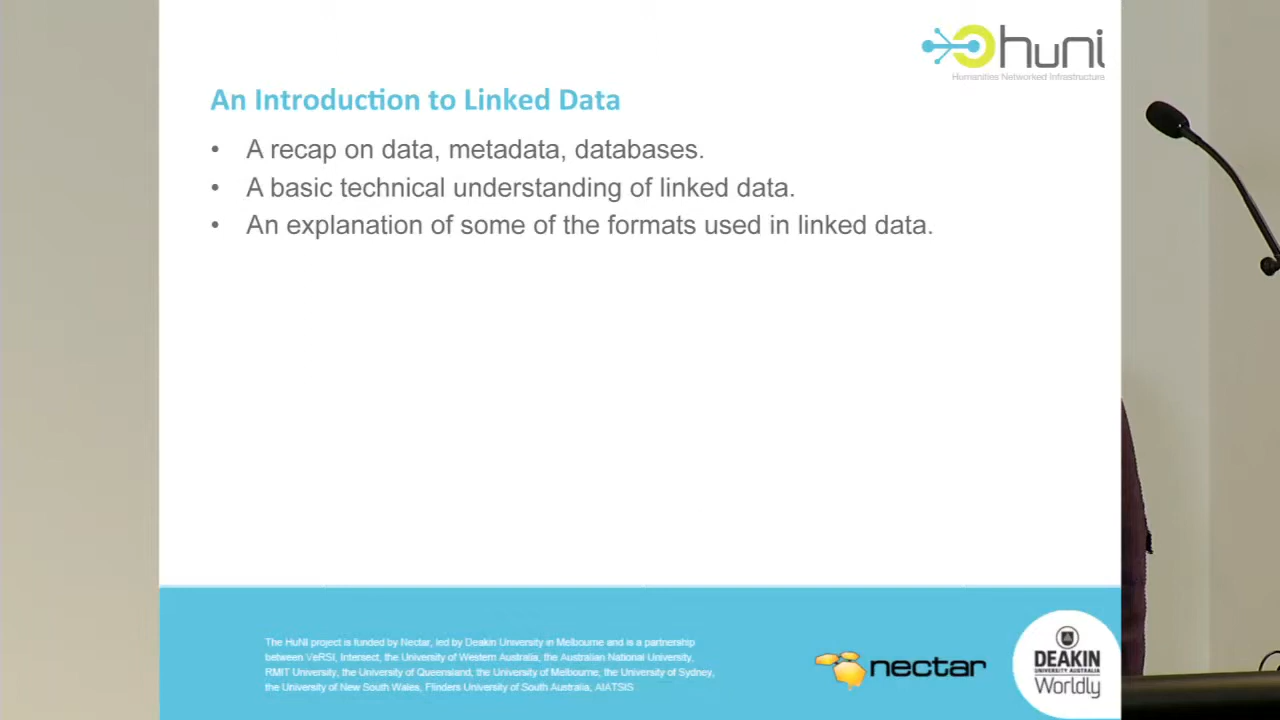 huni
Humanities Networked Infrastructure
An Introduction to Linked Data
• A recap on data, metadata, databases.
• A basic technical understanding of linked data.
• An explanation of some of the formats used in linked data.
The HuNI project is funded by Nectar, led by Deakin University in Melbourne and is a partnership
between VeRSI, Intersect, the University of Western Australia, the Australian National University,
RMIT University, the University of Queensland, the University of Melbourne, the University of Sydney,
the University of New South Wales, Flinders University of South Australia, AIATSIS
nectar
DEAKIN
UNIVERSITY AUSTRALIA
Worldly